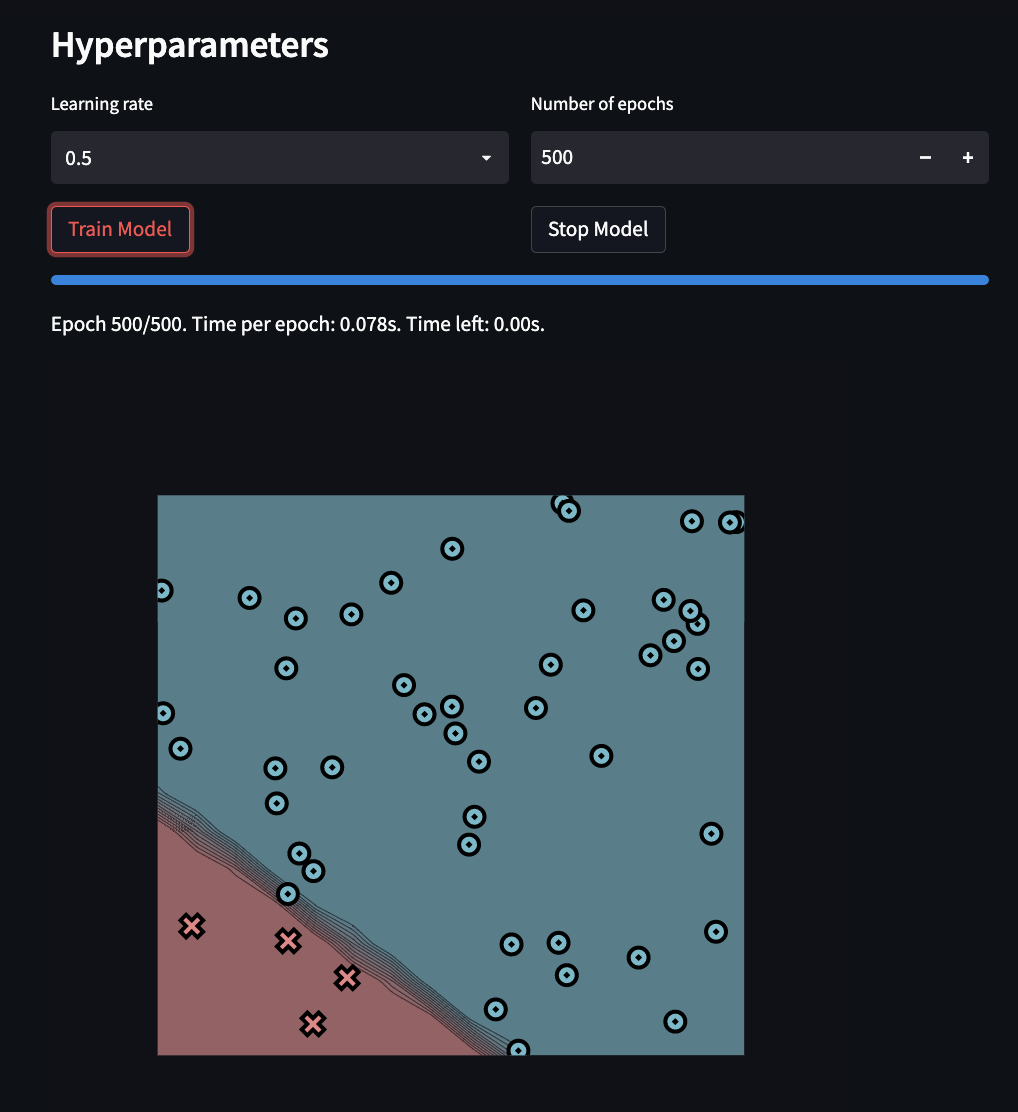 Hyperparameters
Learning rate
Number of epochs
0.5
500
Train Model
Stop Model
Epoch 500/500. Time per epoch: 0.078s. Time left: 0.00s.